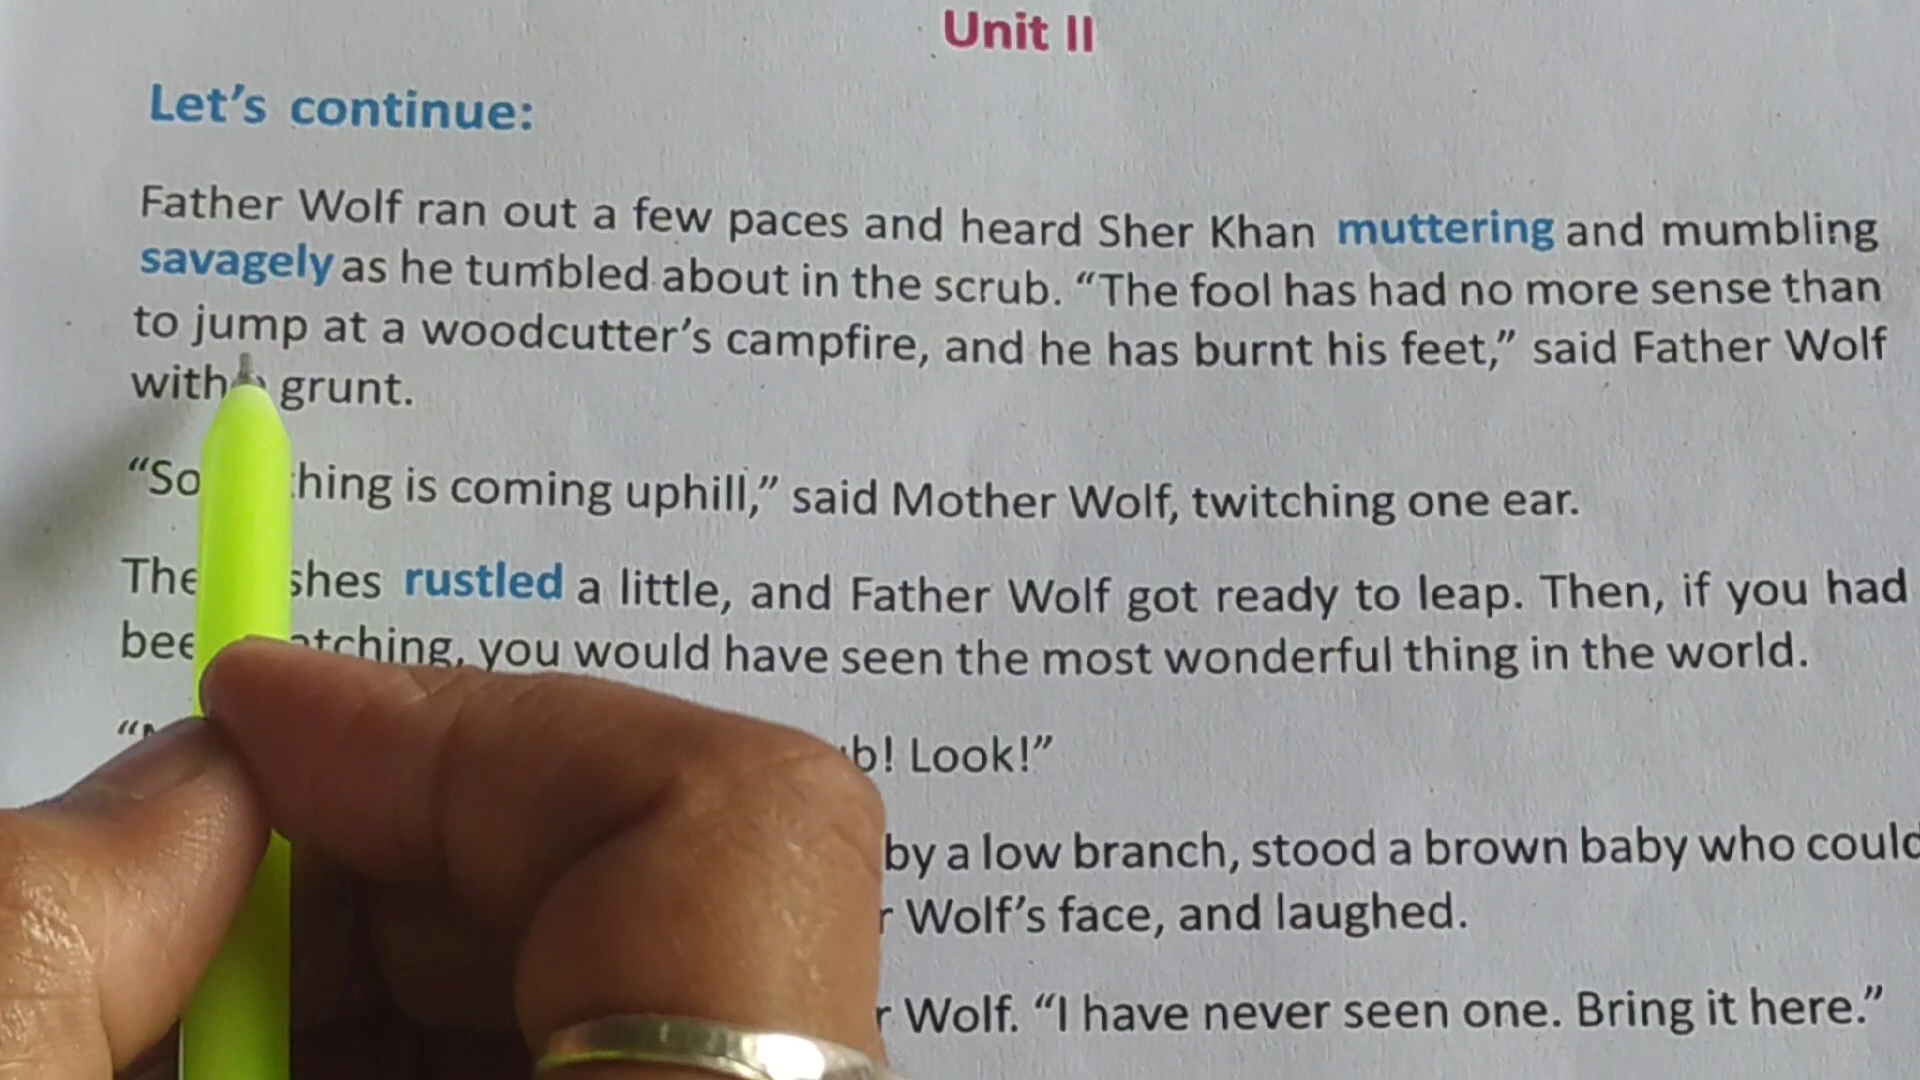 Unit II
Let's continue:
Father Wolf ran out a few paces and heard Sher Khan muttering and mumbling
savagely as he tumbled about in the scrub. “The fool has had no more sense than
to jump at a woodcutter’s campfire, and he has burnt his feet,” said Father Wolf
with grunt.
is coming uphill,” said Mother Wolf, twitching one ear.
rustled a little, and Father Wolf got ready to leap. Then, if you had
you would have seen the most wonderful thing in the world.
Look!”
by a low branch, stood a brown baby who could
Wolf’s face, and laughed.
Wolf. “I have never seen one. Bring it here.”